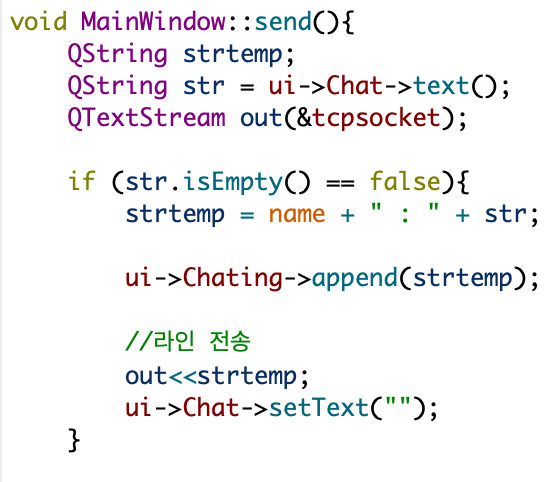 void MainWindow::send(){
    QString strtemp;
    QString str = ui->Chat->text();
    QTextStream out(&tcpsocket);
    if (str.isEmpty() == false){
        strtemp = name + " : " + str;
        ui->Chating->append(strtemp);
        //라인 전송
        out<<strtemp;
        ui->Chat->setText("");
    }